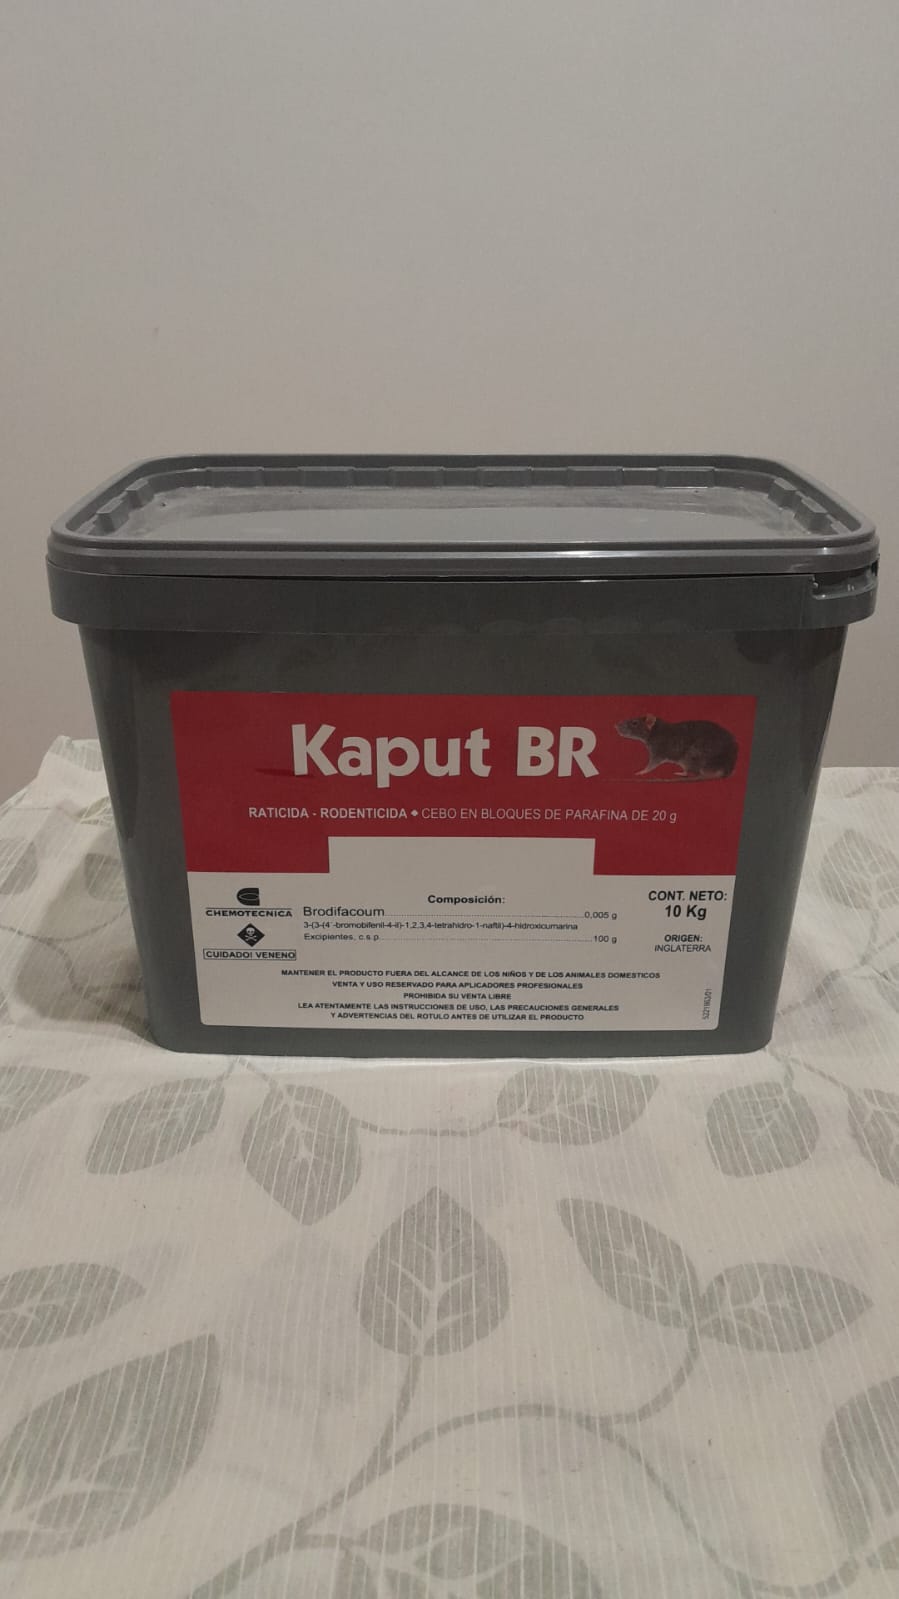 Kaput BR
RATICIDA - RODENTICIDA ◆ CEBO EN BLOQUES DE PARAFINA DE 20 g
CHEMOTECNICA
CUIDADO! VENENO
Composición:
Brodifacoum........................................0,005 g
3-(3-(4´-bromobifenil-4-il)-1,2,3,4-tetrahidro-1-naftil)-4-hidroxicumarina
Excipientes, c.s.p........................................100 g
CONT. NETO:
10 Kg
ORIGEN:
INGLATERRA
MANTENER EL PRODUCTO FUERA DEL ALCANCE DE LOS NIÑOS Y DE LOS ANIMALES DOMESTICOS
VENTA Y USO RESERVADO PARA APLICADORES PROFESIONALES
PROHIBIDA SU VENTA LIBRE
LEA ATENTAMENTE LAS INSTRUCCIONES DE USO, LAS PRECAUCIONES GENERALES
Y ADVERTENCIAS DEL ROTULO ANTES DE UTILIZAR EL PRODUCTO